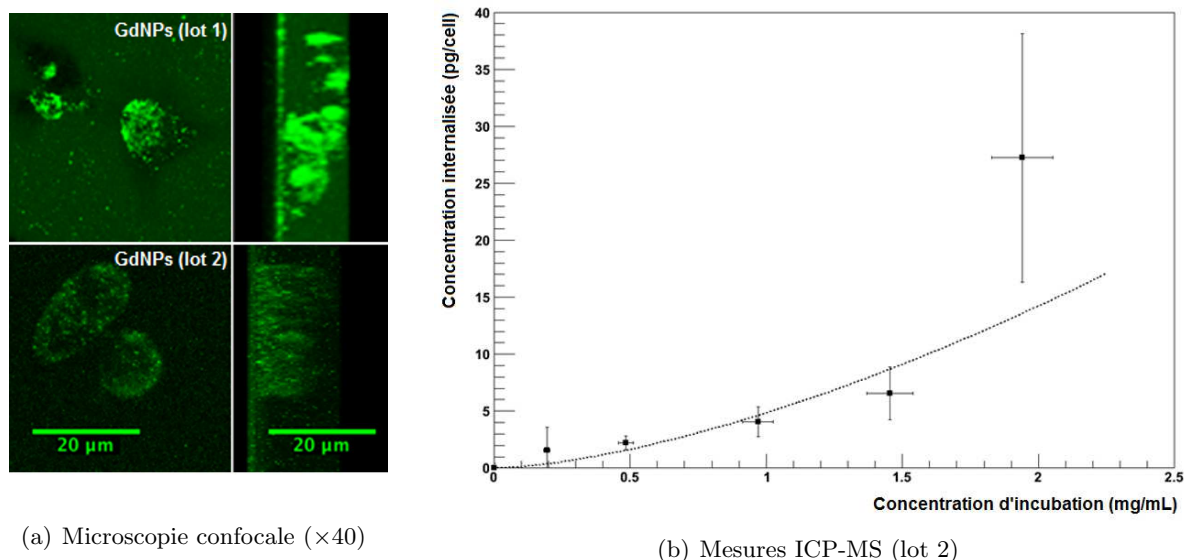 GdNPs (lot 1)
GdNPs (lot 2)
20 µm
20 µm
(a) Microscopie confocale (×40)
Concentration internalisée (pg/cell)
40
35
30
25
20
15
10
5
0
0
0.5
1
1.5
2
2.5
Concentration d'incubation (mg/mL)
(b) Mesures ICP-MS (lot 2)